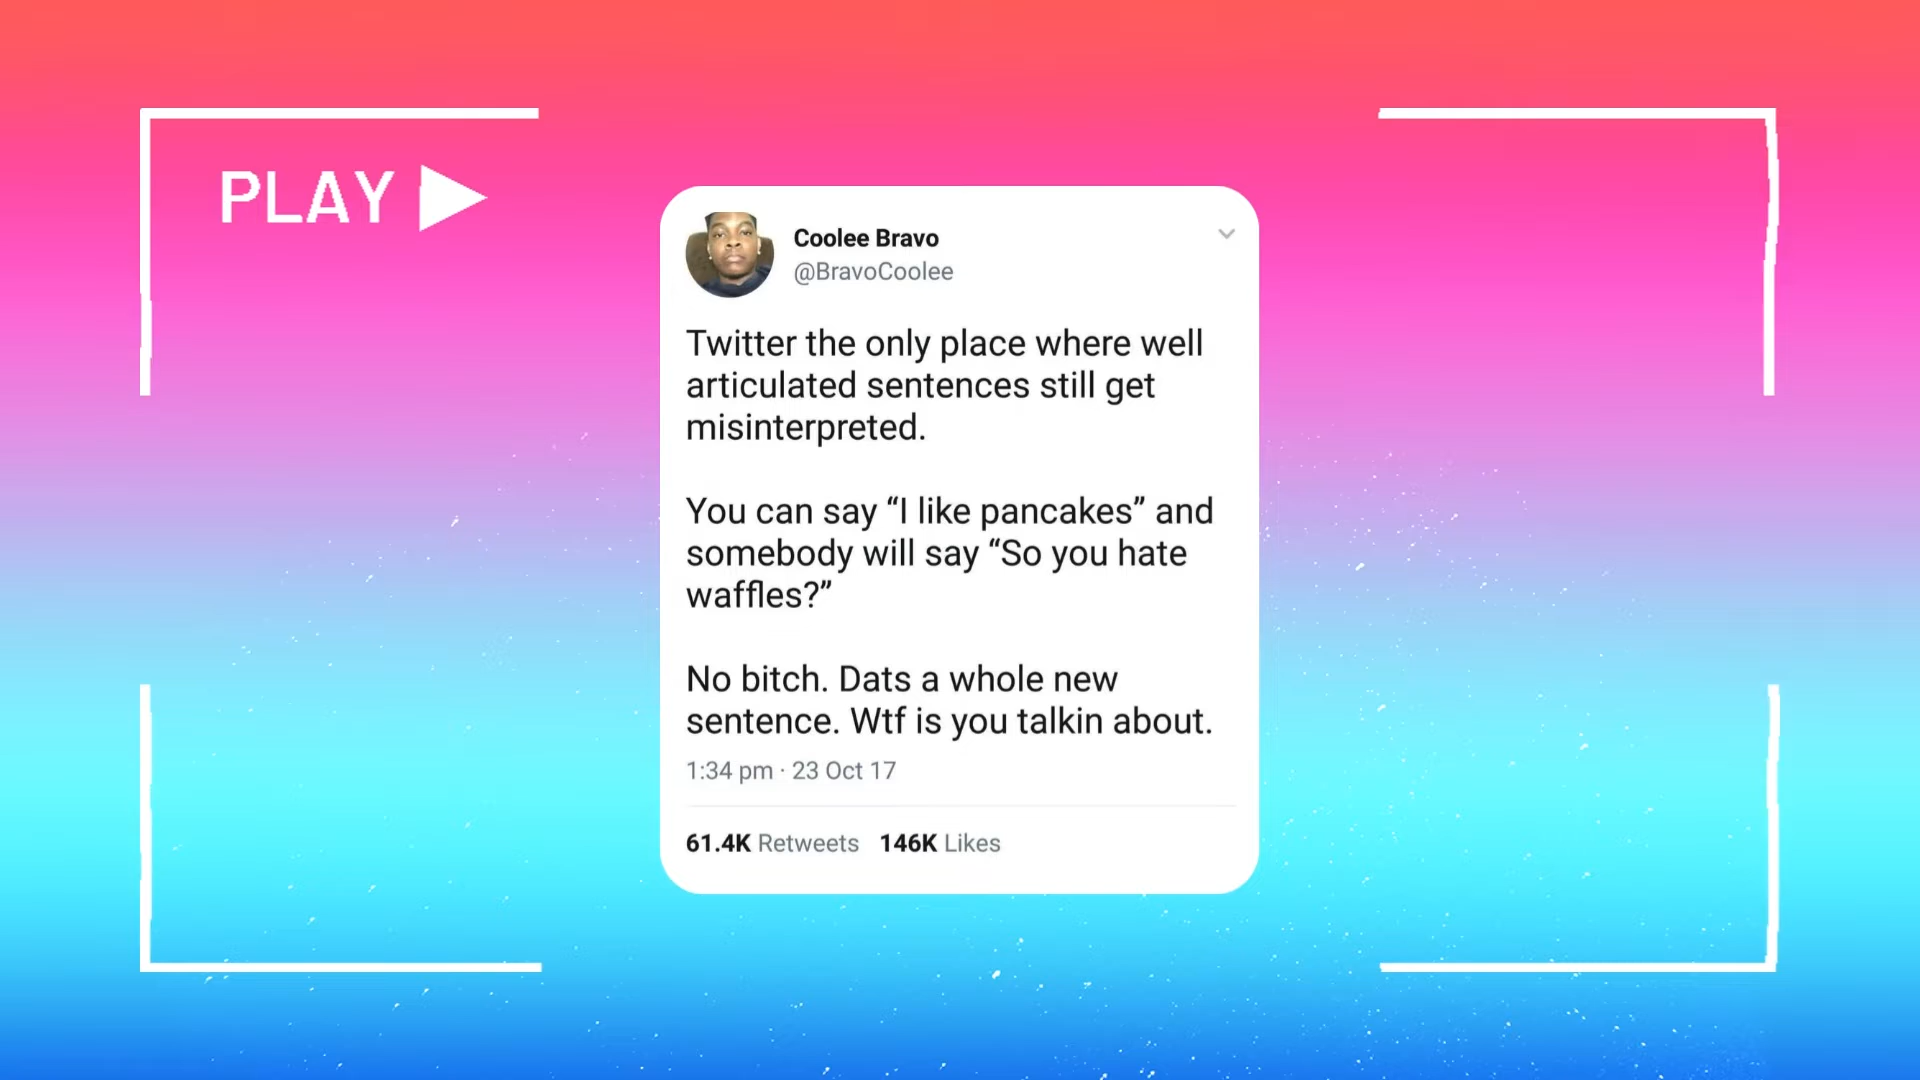 PLAY
Coolee Bravo
@BravoCoolee
Twitter the only place where well
articulated sentences still get
misinterpreted.
You can say “I like pancakes” and
somebody will say “So you hate
waffles?”
No bitch. Dats a whole new
sentence. Wtf is you talkin about.
1:34 pm · 23 Oct 17
61.4K Retweets 146K Likes